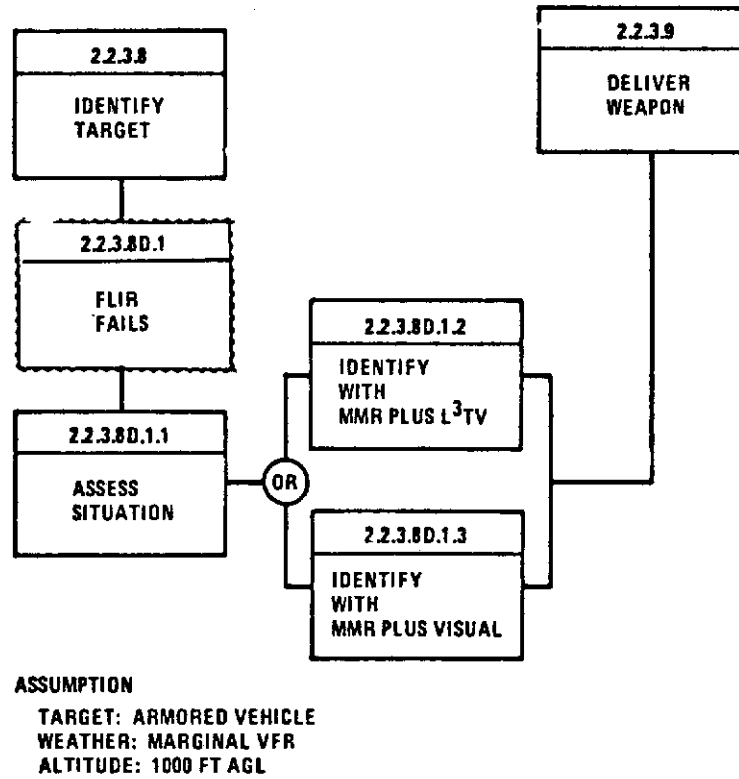 2.2.3.8
IDENTIFY
TARGET
2.2.3.8D.1
FLIR
FAILS
2.2.3.8D.1.1
ASSESS
SITUATION
OR
2.2.3.8D.1.2
IDENTIFY
WITH
MMR PLUS L³TV
2.2.3.8D.1.3
IDENTIFY
WITH
MMR PLUS VISUAL
2.2.3.9
DELIVER
WEAPON
ASSUMPTION
TARGET: ARMORED VEHICLE
WEATHER: MARGINAL VFR
ALTITUDE: 1000 FT AGL